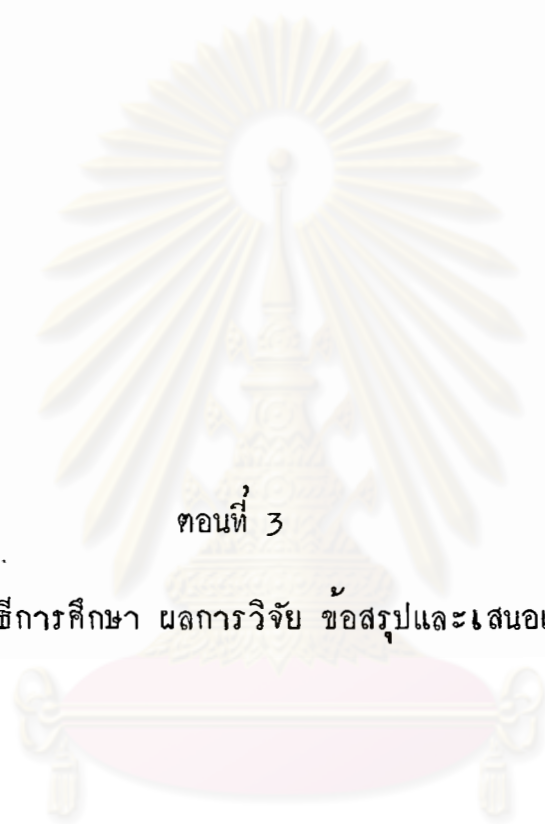 ตอนที่ 3
ธีการศึกษา ผลการวิจัย ข้อสรุปและเสนอ